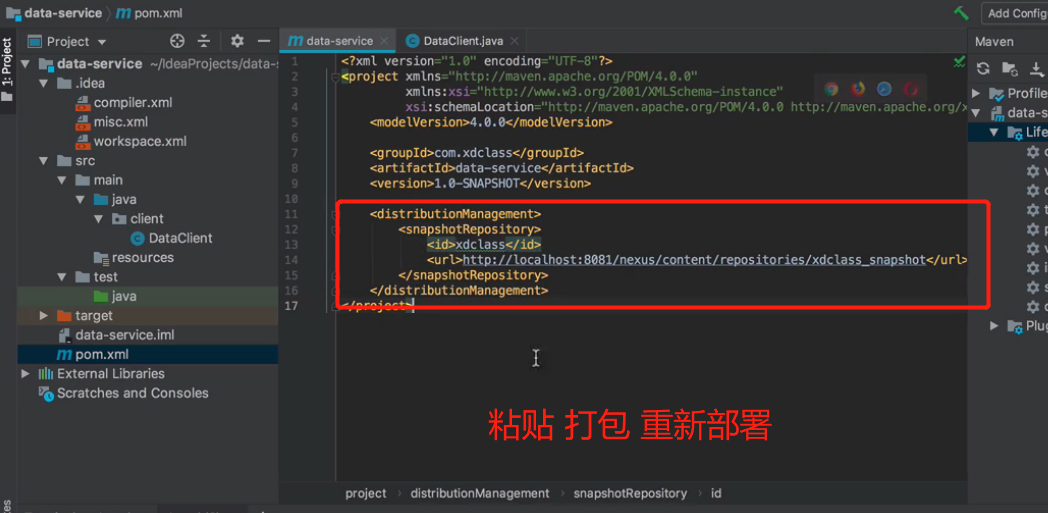 data-service pom.xml
Add Config
1: Project
Project
data-service ~/IdeaProjects/data-s
.idea
compiler.xml
misc.xml
workspace.xml
src
main
java
client
DataClient
resources
test
java
target
data-service.iml
pom.xml
External Libraries
Scratches and Consoles
data-service DataClient.java
1 <?xml version="1.0" encoding="UTF-8"?>
2 <project xmlns="http://maven.apache.org/POM/4.0.0"
3 xmlns:xsi="http://www.w3.org/2001/XMLSchema-instance"
4 xsi:schemaLocation="http://maven.apache.org/POM/4.0.0 http://maven.apache.org/x
5 <modelVersion>4.0.0</modelVersion>
6
7 <groupId>com.xdclass</groupId>
8 <artifactId>data-service</artifactId>
9 <version>1.0-SNAPSHOT</version>
10
11 <distributionManagement>
12 <snapshotRepository>
13 <id>xdclass</id>
14 <url>http://localhost:8081/nexus/content/repositories/xdclass_snapshot</url>
15 </snapshotRepository>
16 </distributionManagement>
17 </project>
粘贴 打包 重新部署
project › distributionManagement › snapshotRepository › id
Maven
Profile
data-s
Life
Plug